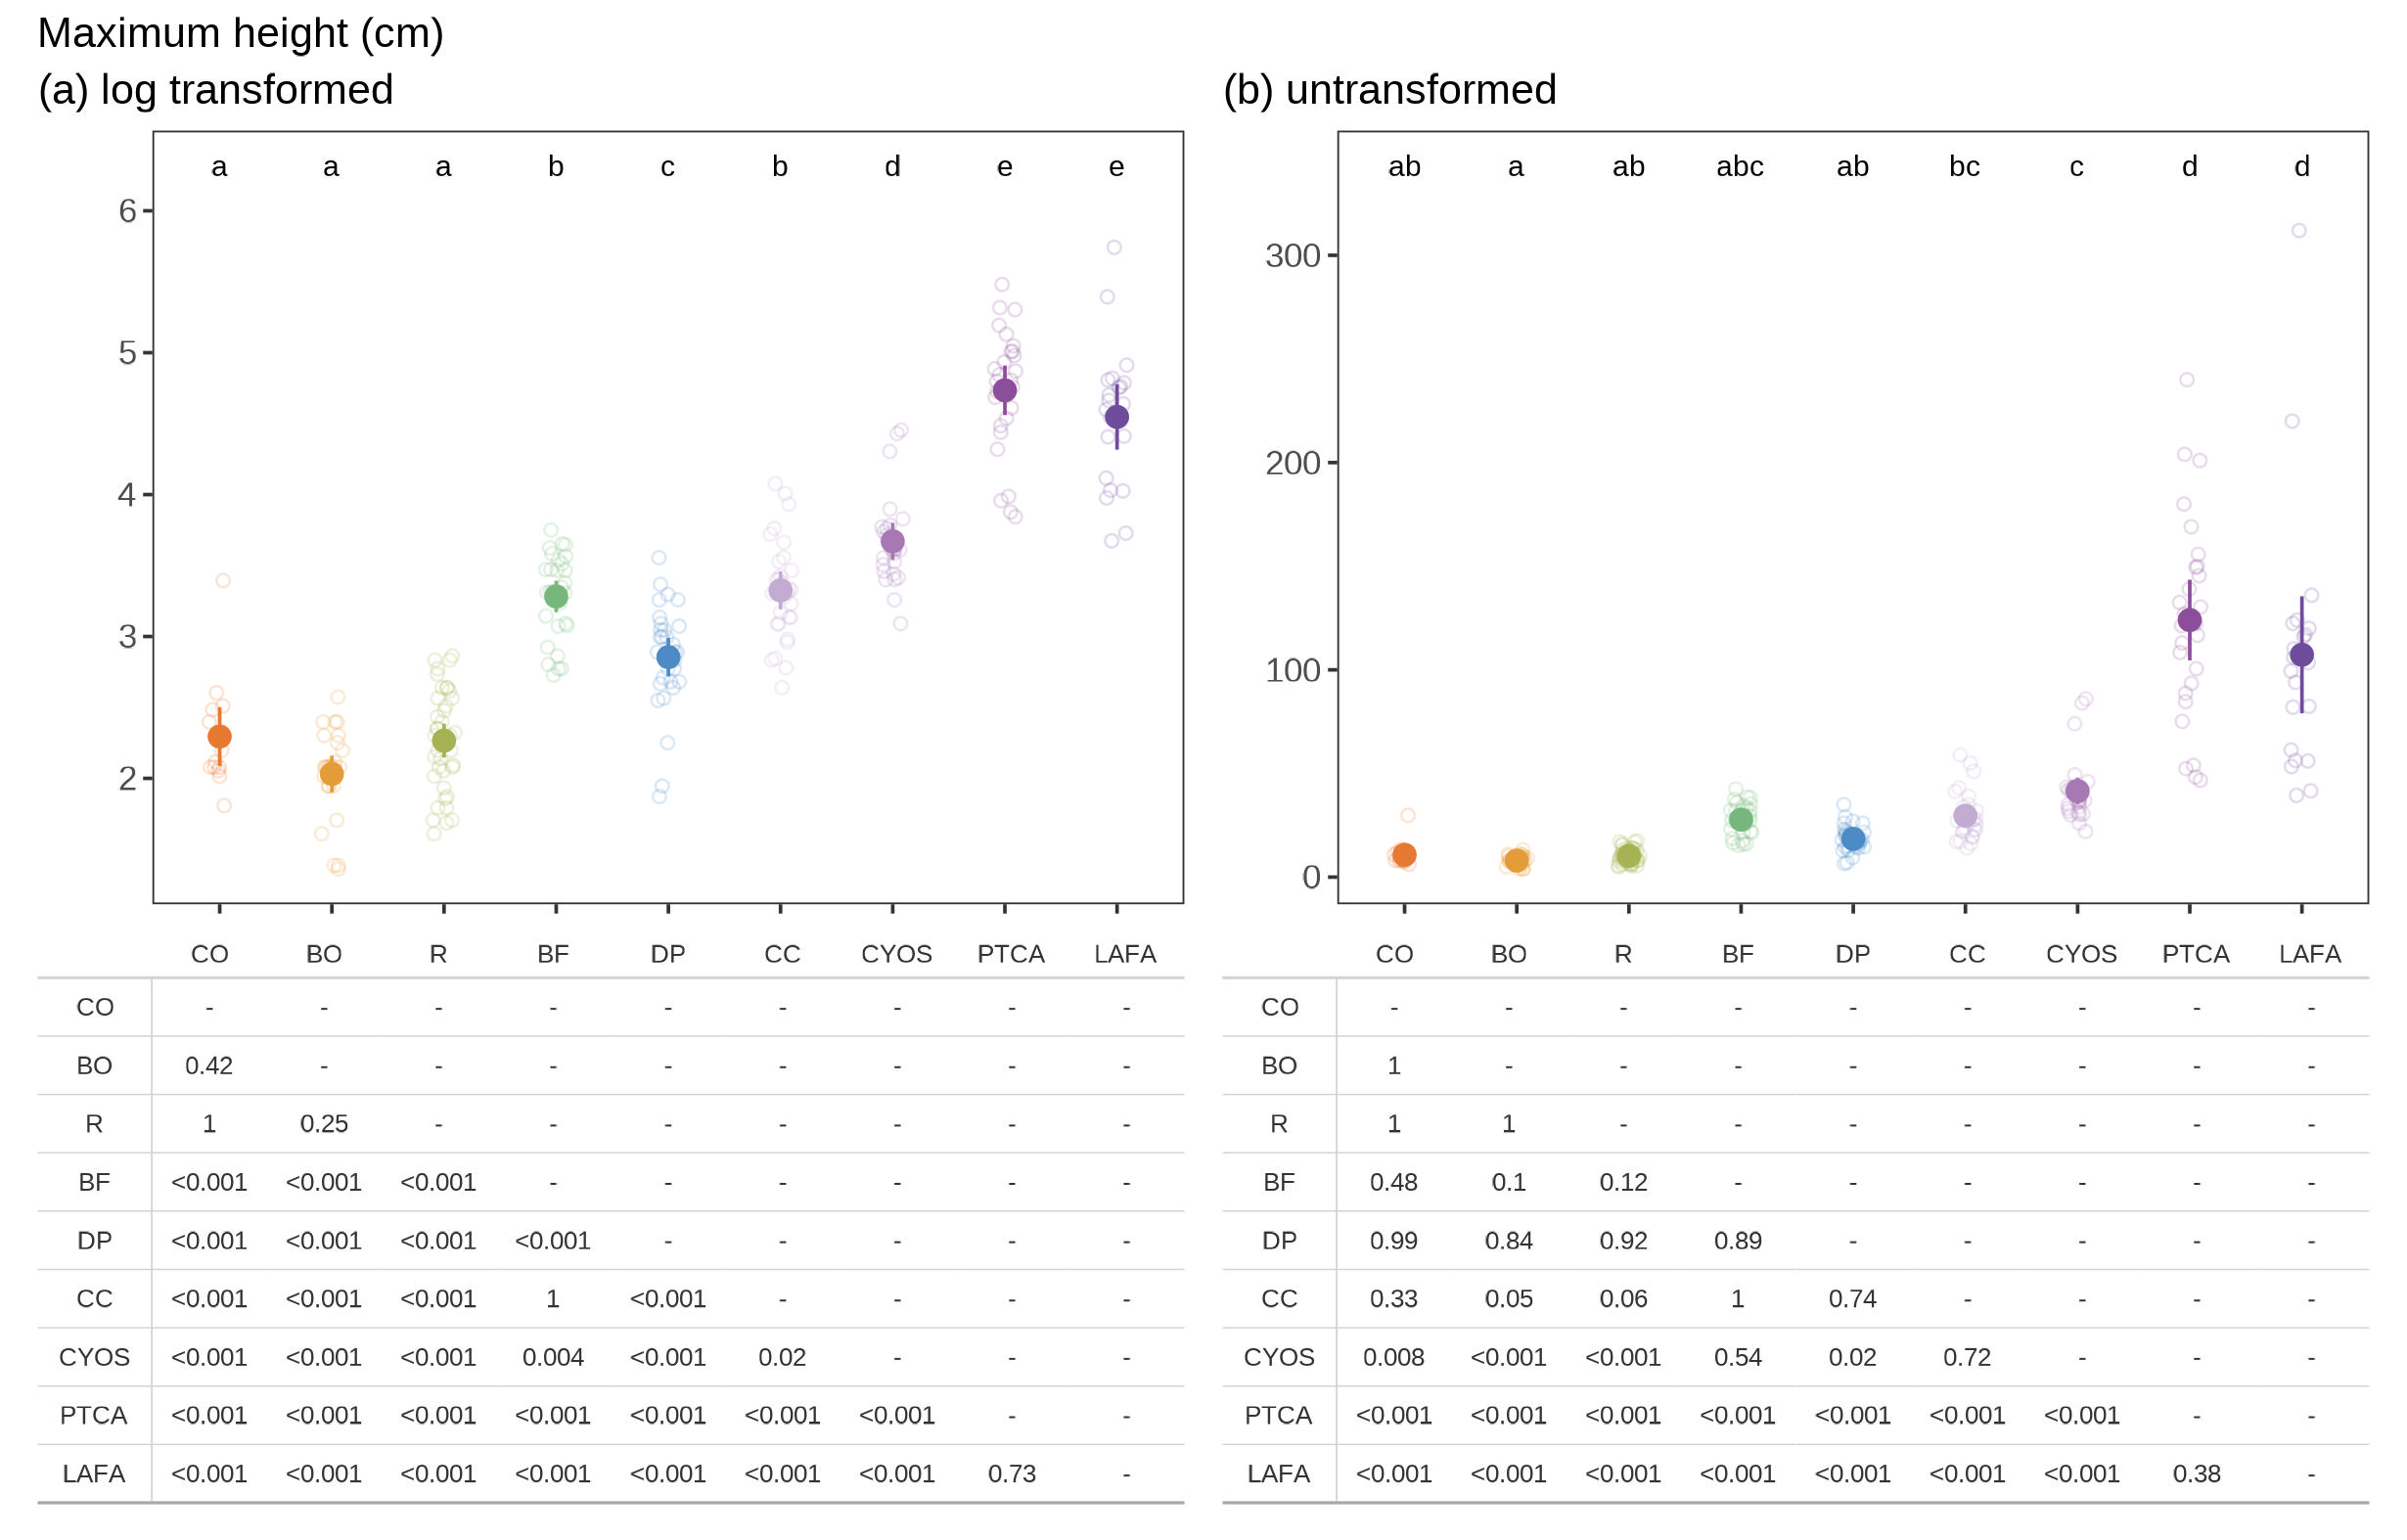 Maximum height (cm)
(a) log transformed
a a a b c b d e e
6
5
4
3
2
CO BO R BF DP CC CYOS PTCA LAFA
CO - - - - - - - - -
BO 0.42 - - - - - - - -
R 1 0.25 - - - - - - -
BF <0.001 <0.001 <0.001 - - - - - -
DP <0.001 <0.001 <0.001 <0.001 - - - - -
CC <0.001 <0.001 <0.001 1 <0.001 - - - -
CYOS <0.001 <0.001 <0.001 0.004 <0.001 0.02 - - -
PTCA <0.001 <0.001 <0.001 <0.001 <0.001 <0.001 <0.001 - -
LAFA <0.001 <0.001 <0.001 <0.001 <0.001 <0.001 <0.001 0.73 -
(b) untransformed
ab a ab abc ab bc c d d
300
200
100
0
CO BO R BF DP CC CYOS PTCA LAFA
CO - - - - - - - - -
BO 1 - - - - - - - -
R 1 1 - - - - - - -
BF 0.48 0.1 0.12 - - - - - -
DP 0.99 0.84 0.92 0.89 - - - - -
CC 0.33 0.05 0.06 1 0.74 - - - -
CYOS 0.008 <0.001 <0.001 0.54 0.02 0.72 - - -
PTCA <0.001 <0.001 <0.001 <0.001 <0.001 <0.001 <0.001 - -
LAFA <0.001 <0.001 <0.001 <0.001 <0.001 <0.001 <0.001 0.38 -